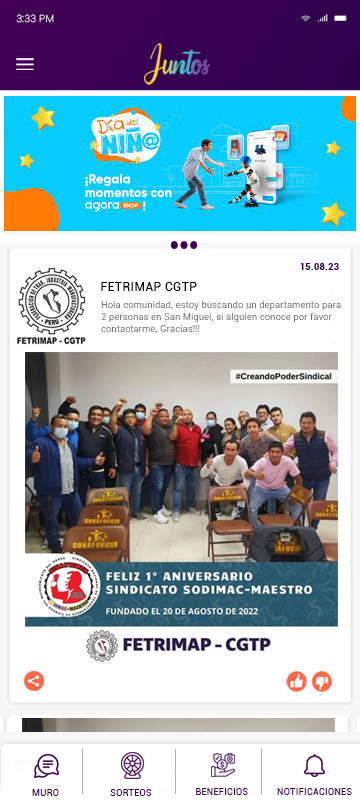 3:33 PM
Juntos
Día del
NIÑ@
¡Regala
momentos con
agora SHOP !
15.08.23
FETRIMAP CGTP
Hola comunidad, estoy buscando un departamento para
2 personas en San Miguel, si alguien conoce por favor
contactarme, Gracias!!!
PERU
FETRIMAP - CGTP
#CreandoPoderSindical
CONAFOVICER
CONAFOVICER
FELIZ 1° ANIVERSARIO
SINDICATO SODIMAC-MAESTRO
FUNDADO EL 20 DE AGOSTO DE 2022
FETRIMAP - CGTP
MURO
SORTEOS
BENEFICIOS
NOTIFICACIONES